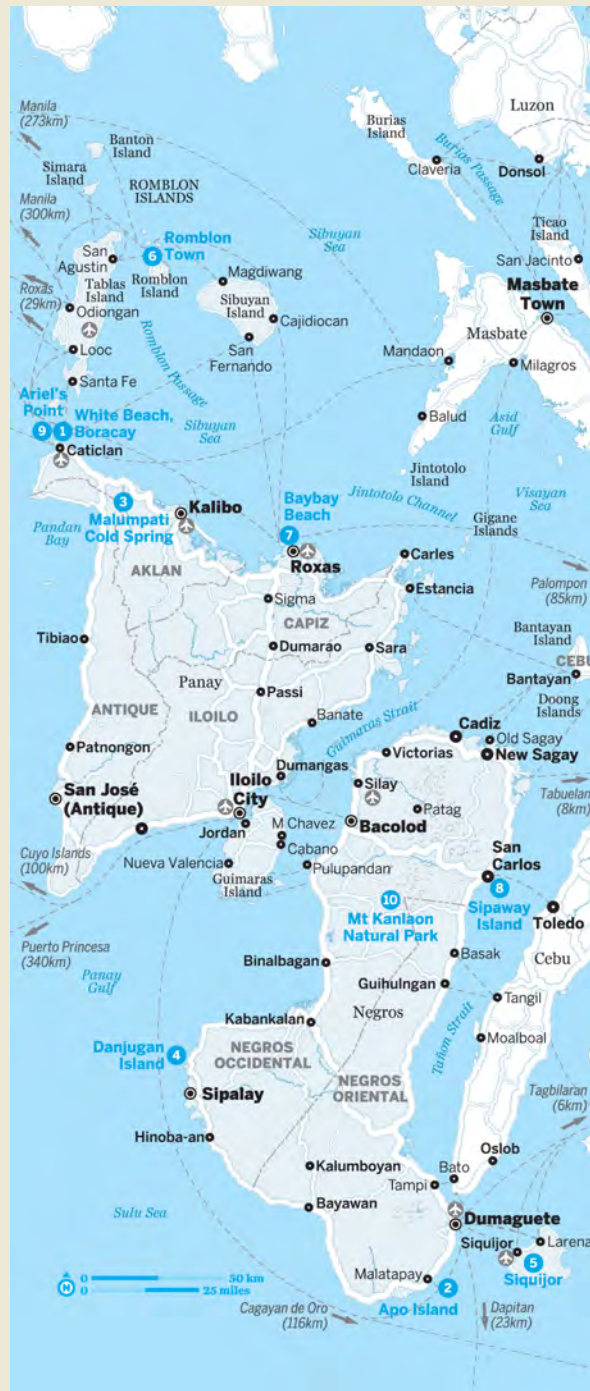 Luzon
Burias
Island
Manila
(273km)
Banton
Island
Burias Passage
Claveria
Donsol
Simara
Island
ROMBLON
ISLANDS
Manila
(300km)
Ticao
Island
Sibuyan
Sea
6
Romblon
Town
San
Agustin
San Jacinto
Magdiwang
Tablas
Island
Romblon
Island
Masbate
Town
Roxas
(29km)
Odiongan
Sibuyan
Island
Cajidiocan
Masbate
Romblon Passage
Looc
San
Fernando
Mandaon
Milagros
Santa Fe
Ariel's
Point
9
1
White Beach,
Boracay
Balud
Asid
Gulf
Sibuyan
Sea
Caticlan
Jintotolo
Island
3
Malumpati
Cold Spring
Kalibo
Baybay
Beach
7
Jintotolo Channel
Visayan
Sea
Pandan
Bay
Gigane
Islands
Roxas
Carles
AKLAN
Estancia
Palompon
(85km)
Sigma
CAPIZ
Bantayan
Island
Tibiao
Dumarao
Sara
CEBU
Panay
Bantayan
Passi
Doong
Islands
ANTIQUE
ILOILO
Banate
Guimaras Strait
Cadiz
Old Sagay
Patnongon
Victorias
New Sagay
Dumangas
San José
(Antique)
Iloilo
City
Silay
Tabuelan
(8km)
Patag
Jordan
M Chavez
Bacolod
Cabano
San
Carlos
Cuyo Islands
(100km)
Nueva Valencia
Pulupandan
Guimaras
Island
8
Sipaway
Island
10
Mt Kanlaon
Natural Park
Toledo
Puerto Princesa
(340km)
Basak
Cebu
Binalbagan
Panay
Gulf
Guihulngan
Tangil
Negros
Kabankalan
Tañon Strait
Moalboal
Danjugan
Island
4
NEGROS
OCCIDENTAL
NEGROS
ORIENTAL
Sipalay
Tagbilaran
(6km)
Hinoba-an
Oslob
Kalumboyan
Bato
Tampi
Sulu Sea
Bayawan
Dumaguete
Siquijor
Larena
5
Siquijor
Malatapay
2
Apo Island
N
0 50 km
0 25 miles
Cagayan de Oro
(116km)
Dapitan
(23km)